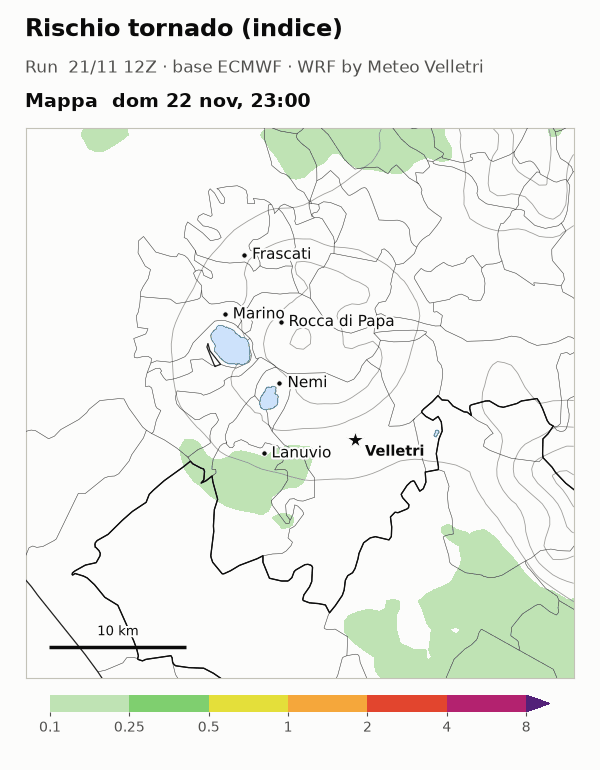 Rischio tornado (indice)
Run  21/11 12Z · base ECMWF · WRF by Meteo Velletri
Mappa  dom 22 nov, 23:00
Frascati
Marino
Rocca di Papa
Nemi
Velletri
Lanuvio
10 km
0.1 0.25 0.5 1 2 4 8